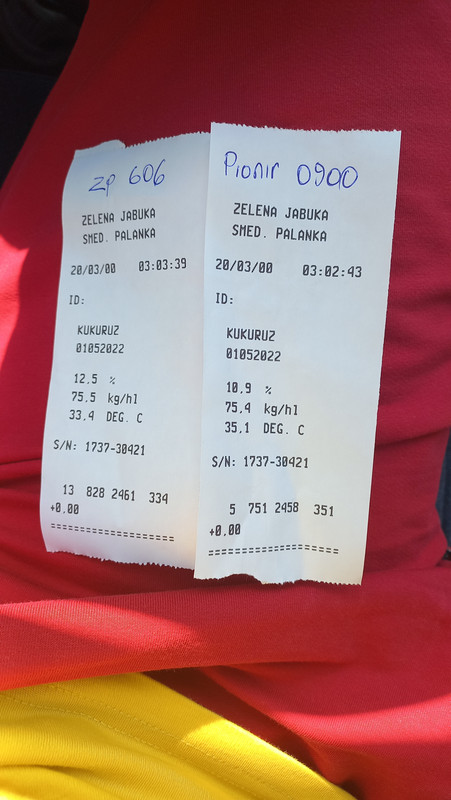 ZP 606
ZELENA JABUKA
SMED. PALANKA
20/03/00 03:03:39
ID:
KUKURUZ
01052022
12,5 %
75,5 kg/hl
33,4 DEG. C
S/N: 1737-30421
13 828 2461 334
+0,00
====================
Pionir 0900
ZELENA JABUKA
SMED. PALANKA
20/03/00 03:02:43
ID:
KUKURUZ
01052022
10,9 %
75,4 kg/hl
35,1 DEG. C
S/N: 1737-30421
5 751 2458 351
+0,00
====================